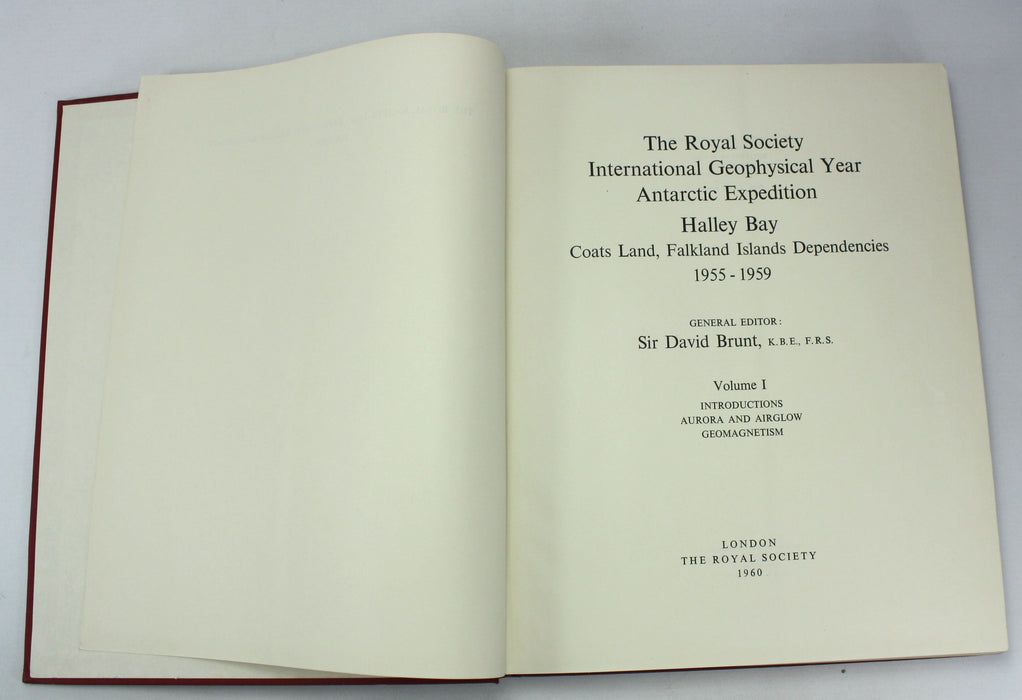 The Royal Society
International Geophysical Year
Antarctic Expedition
Halley Bay
Coats Land, Falkland Islands Dependencies
1955 - 1959
GENERAL EDITOR:
Sir David Brunt, K.B.E., F.R.S.
Volume I
INTRODUCTIONS
AURORA AND AIRGLOW
GEOMAGNETISM
LONDON
THE ROYAL SOCIETY
1960